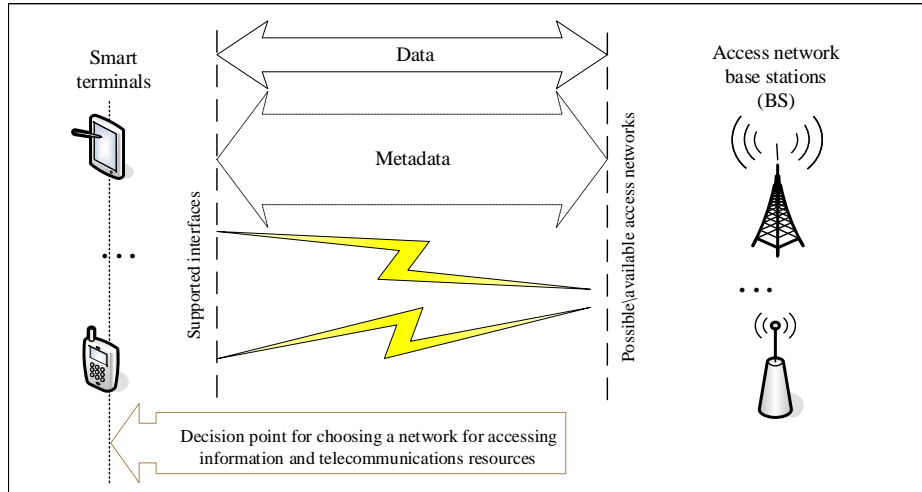 Smart
terminals
Data
Access network
base stations
(BS)
Metadata
Supported interfaces
Possible\available access networks
...
...
Decision point for choosing a network for accessing
information and telecommunications resources